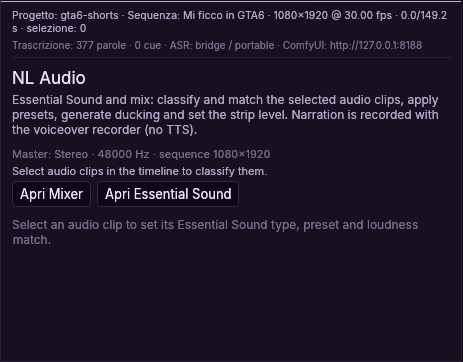 Progetto: gta6-shorts · Sequenza: Mi ficco in GTA6 · 1080×1920 @ 30.00 fps · 0.0/149.2
s · selezione: 0
Trascrizione: 377 parole · 0 cue · ASR: bridge / portable · ComfyUI: http://127.0.0.1:8188
NL Audio
Essential Sound and mix: classify and match the selected audio clips, apply
presets, generate ducking and set the strip level. Narration is recorded with
the voiceover recorder (no TTS).
Master: Stereo · 48000 Hz · sequence 1080×1920
Select audio clips in the timeline to classify them.
Apri Mixer Apri Essential Sound
Select an audio clip to set its Essential Sound type, preset and loudness
match.